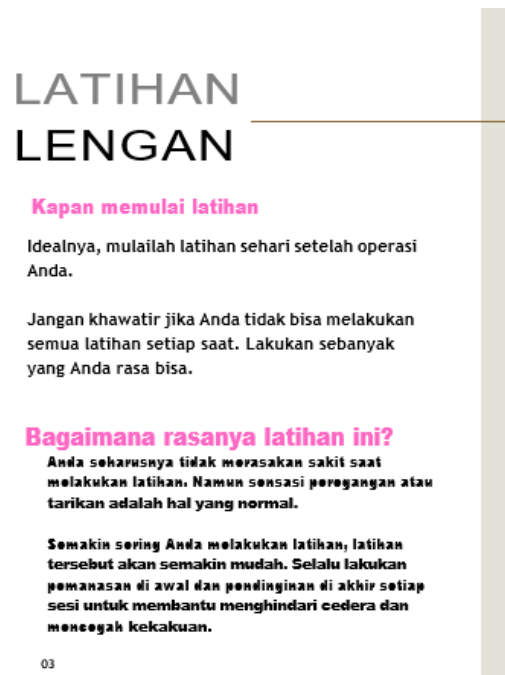 LATIHAN
LENGAN
Kapan memulai latihan
Idealnya, mulailah latihan sehari setelah operasi
Anda.
Jangan khawatir jika Anda tidak bisa melakukan
semua latihan setiap saat. Lakukan sebanyak
yang Anda rasa bisa.
Bagaimana rasanya latihan ini?
Anda seharusnya tidak merasakan sakit saat
melakukan latihan. Namun sensasi peregangan atau
tarikan adalah hal yang normal.
Semakin sering Anda melakukan latihan, latihan
tersebut akan semakin mudah. Selalu lakukan
pemanasan di awal dan pendinginan di akhir setiap
sesi untuk membantu menghindari cedera dan
mencegah kekakuan.
03